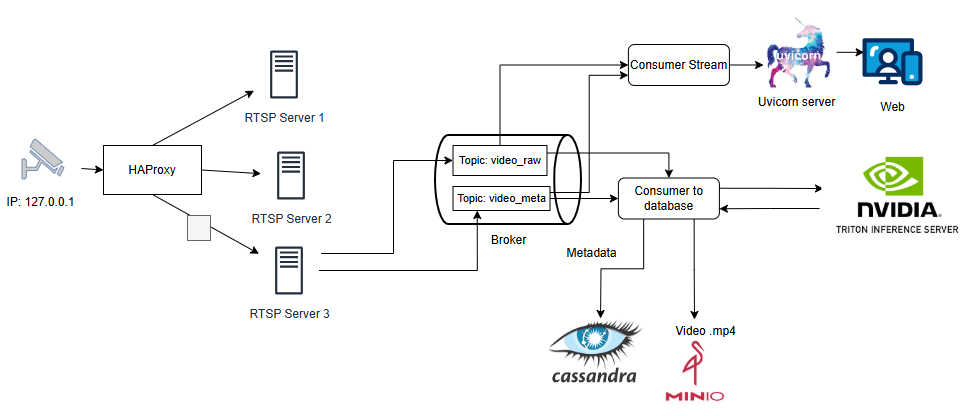 IP: 127.0.0.1
HAProxy
RTSP Server 1
RTSP Server 2
RTSP Server 3
Topic: video_raw
Topic: video_meta
Broker
Consumer Stream
uvicorn
Uvicorn server
Web
Consumer to
database
NVIDIA.
TRITON INFERENCE SERVER
Metadata
cassandra
Video .mp4
MINIO